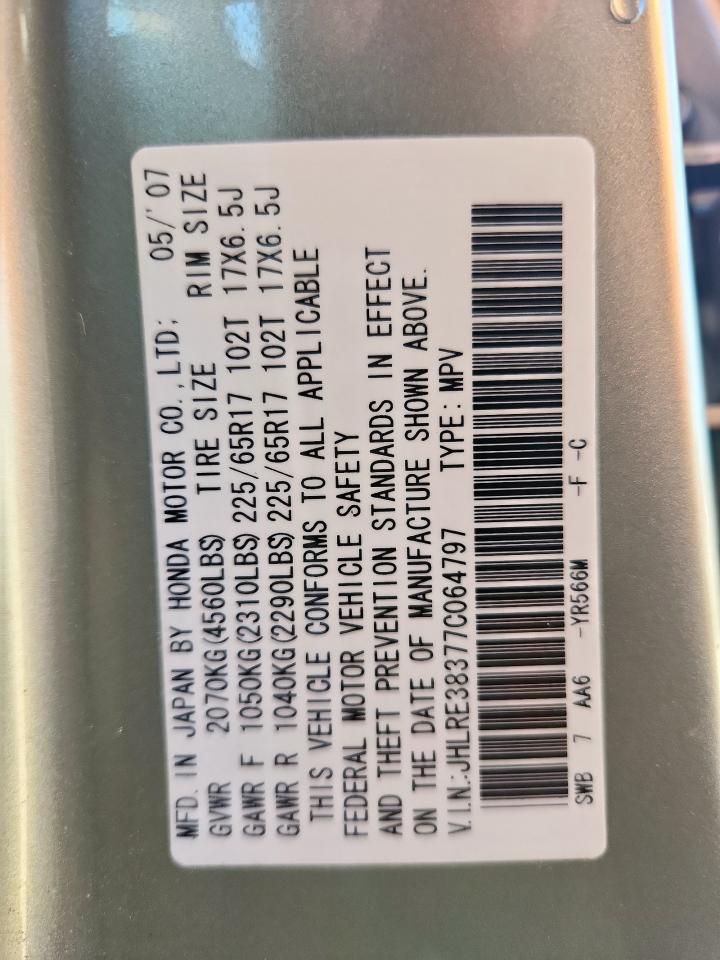 MFD. IN JAPAN BY HONDA MOTOR CO.,LTD; 05/'07
GVWR 2070KG(4560LBS) TIRE SIZE RIM SIZE
GAWR F 1050KG(2310LBS) 225/65R17 102T 17X6.5J
GAWR R 1040KG(2290LBS) 225/65R17 102T 17X6.5J
THIS VEHICLE CONFORMS TO ALL APPLICABLE
FEDERAL MOTOR VEHICLE SAFETY
AND THEFT PREVENTION STANDARDS IN EFFECT
ON THE DATE OF MANUFACTURE SHOWN ABOVE.
V.I.N.:JHLRE38377C064797 TYPE:MPV
SWB 7 AA6 -YR566M -F -C